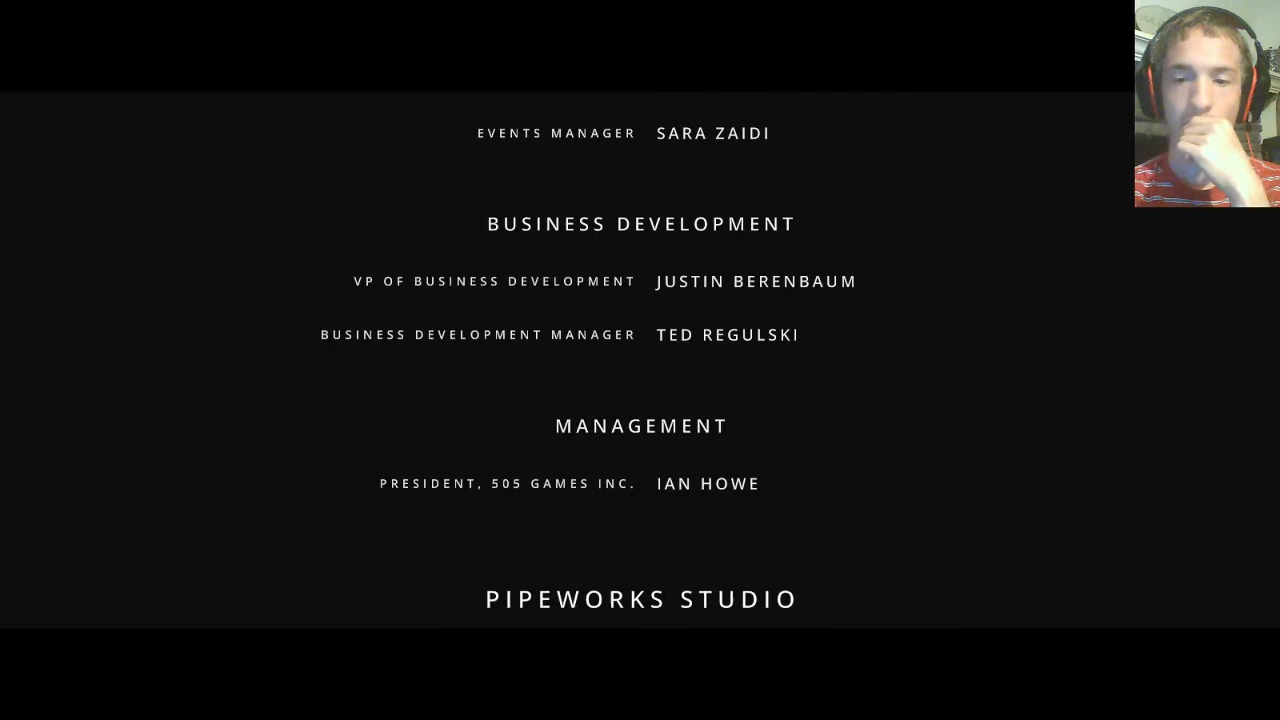 EVENTS MANAGER SARA ZAIDI
BUSINESS DEVELOPMENT
VP OF BUSINESS DEVELOPMENT JUSTIN BERENBAUM
BUSINESS DEVELOPMENT MANAGER TED REGULSKI
MANAGEMENT
PRESIDENT, 505 GAMES INC. IAN HOWE
PIPEWORKS STUDIO